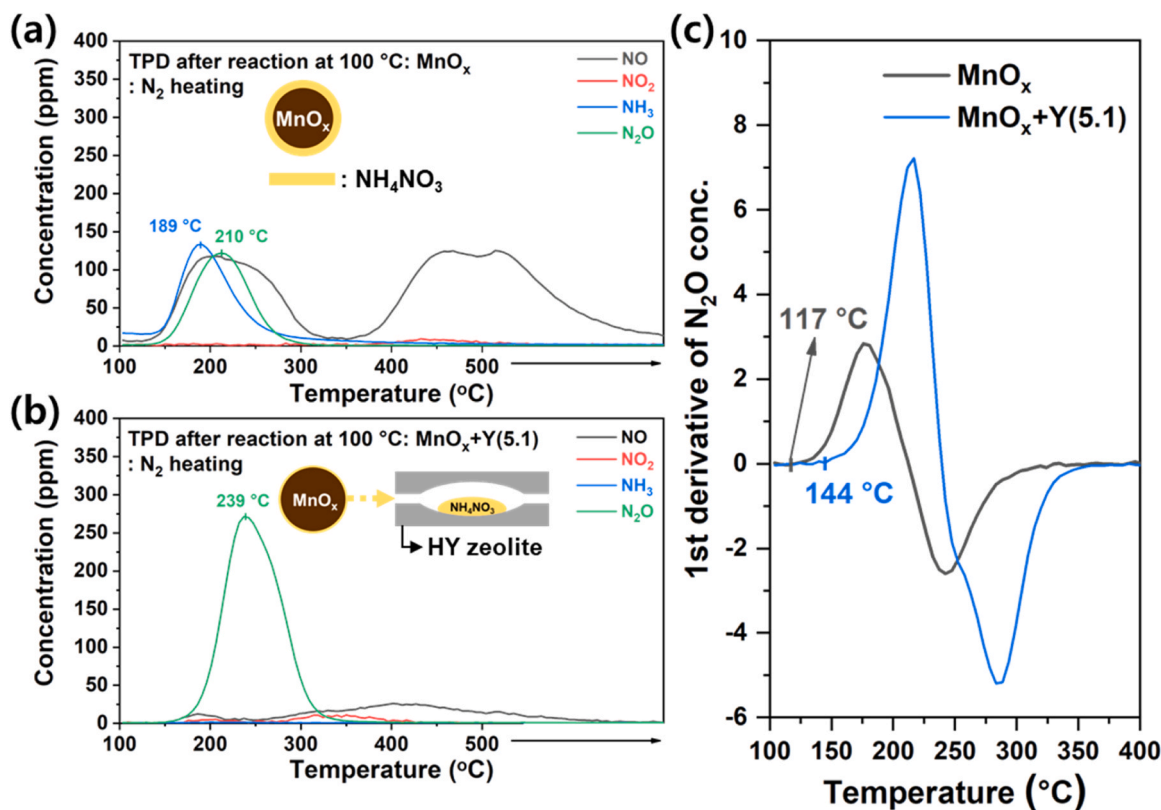 (a)
400
350
300
250
200
150
100
50
0
Concentration (ppm)
TPD after reaction at 100 °C: MnOₓ
: N₂ heating
NO
NO₂
NH₃
N₂O
MnOₓ
: NH₄NO₃
189 °C
210 °C
100 200 300 400 500
Temperature (°C)
(b)
400
350
300
250
200
150
100
50
0
Concentration (ppm)
TPD after reaction at 100 °C: MnOₓ+Y(5.1)
: N₂ heating
NO
NO₂
NH₃
N₂O
239 °C
MnOₓ
NH₄NO₃
HY zeolite
100 200 300 400 500
Temperature (°C)
(c)
10
8
6
4
2
0
-2
-4
-6
1st derivative of N₂O conc.
MnOₓ
MnOₓ+Y(5.1)
117 °C
144 °C
100 150 200 250 300 350 400
Temperature (°C)